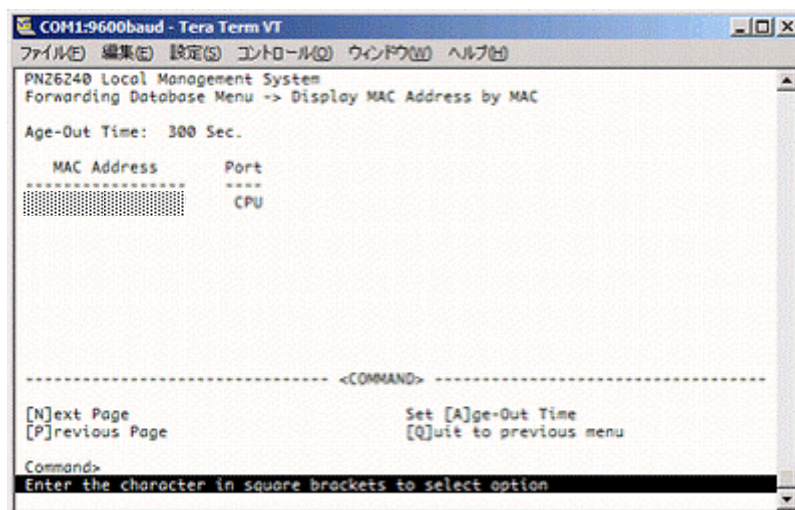 COM1:9600baud - Tera Term VT
ファイル(F) 編集(E) 設定(S) コントロール(O) ウィンドウ(W) ヘルプ(H)
PN26240 Local Management System
Forwarding Database Menu -> Display MAC Address by MAC
Age-Out Time: 300 Sec.
MAC Address Port
----------------- ----
CPU
-------------------------------- <COMMAND> -----------------------------------
[N]ext Page Set [A]ge-Out Time
[P]revious Page [Q]uit to previous menu
Command>
Enter the character in square brackets to select option